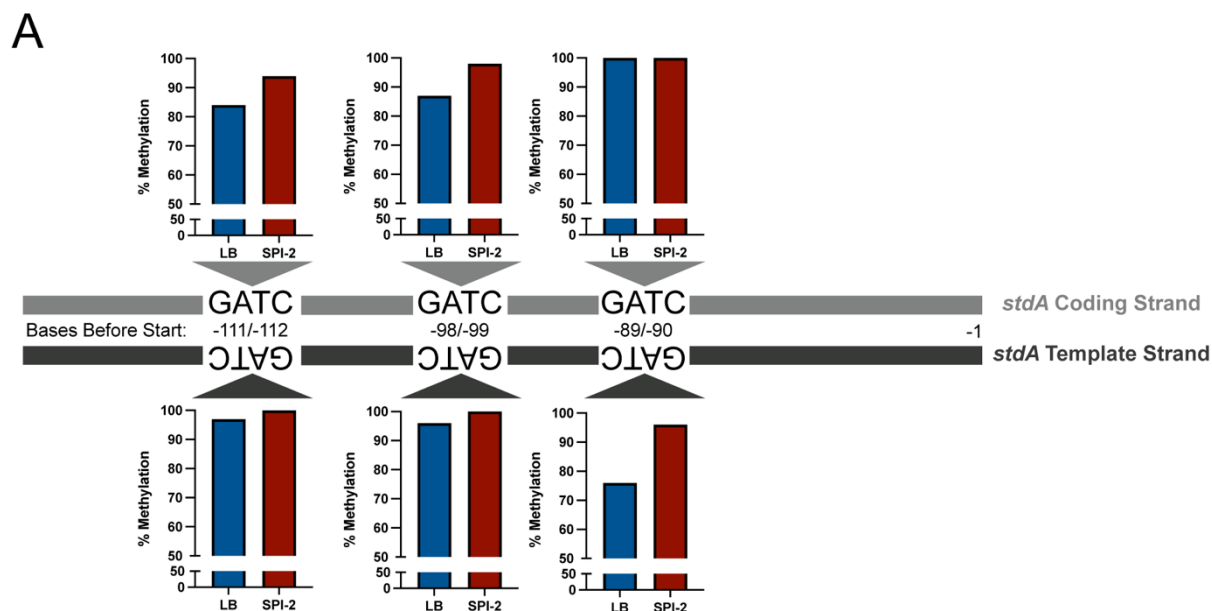 A
100
90
80
70
60
50
50
0
% Methylation
LB SPI-2
100
90
80
70
60
50
50
0
% Methylation
LB SPI-2
100
90
80
70
60
50
50
0
% Methylation
LB SPI-2
GATC GATC GATC
stdA Coding Strand
Bases Before Start: -111/-112 -98/-99 -89/-90 -1
GATC GATC GATC
stdA Template Strand
100
90
80
70
60
50
50
0
% Methylation
LB SPI-2
100
90
80
70
60
50
50
0
% Methylation
LB SPI-2
100
90
80
70
60
50
50
0
% Methylation
LB SPI-2